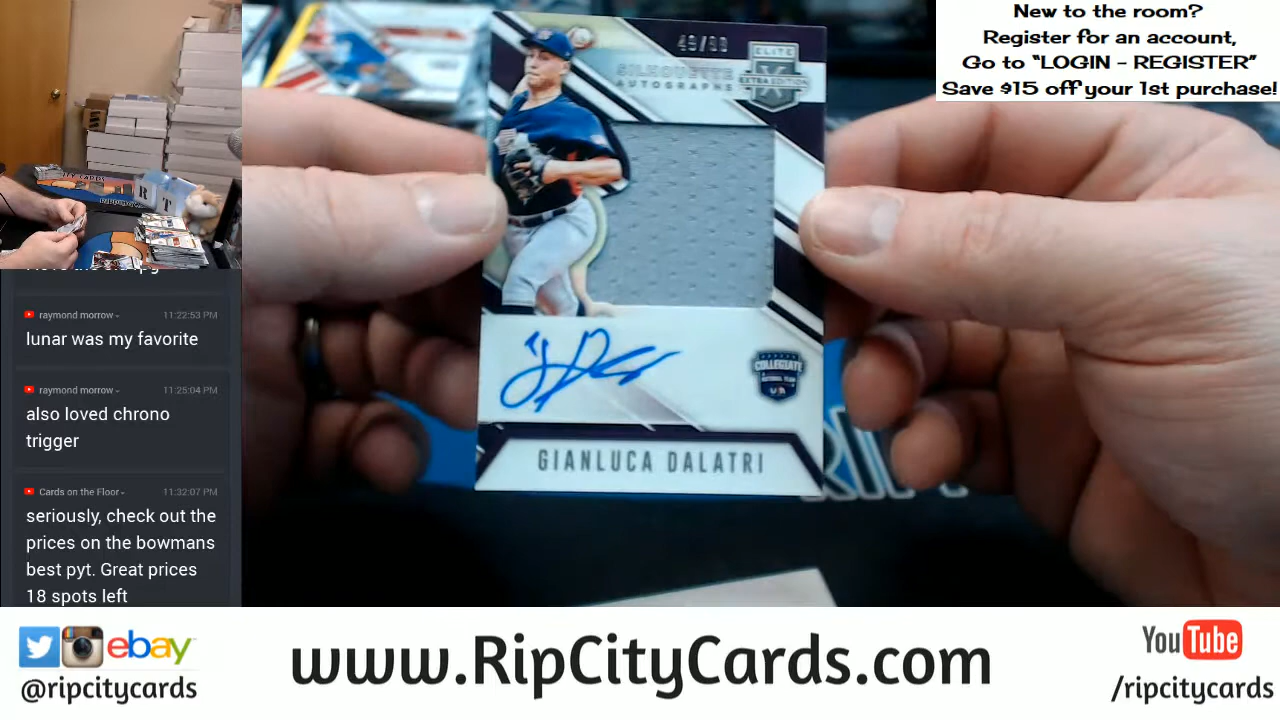 New to the room?
Register for an account,
Go to "LOGIN - REGISTER"
Save $15 off your 1st purchase!
ELITE
EXTRA EDITION
SILHOUETTE
AUTOGRAPHS
COLLEGIATE
NATIONAL TEAM
GIANLUCA DALATRI
R T
raymond morrow
11:22:53 PM
lunar was my favorite
raymond morrow
11:25:04 PM
also loved chrono
trigger
Cards on the Floor
11:32:07 PM
seriously, check out the
prices on the bowmans
best pyt. Great prices
18 spots left
ebay
@ripcitycards
www.RipCityCards.com
YouTube
/ripcitycards